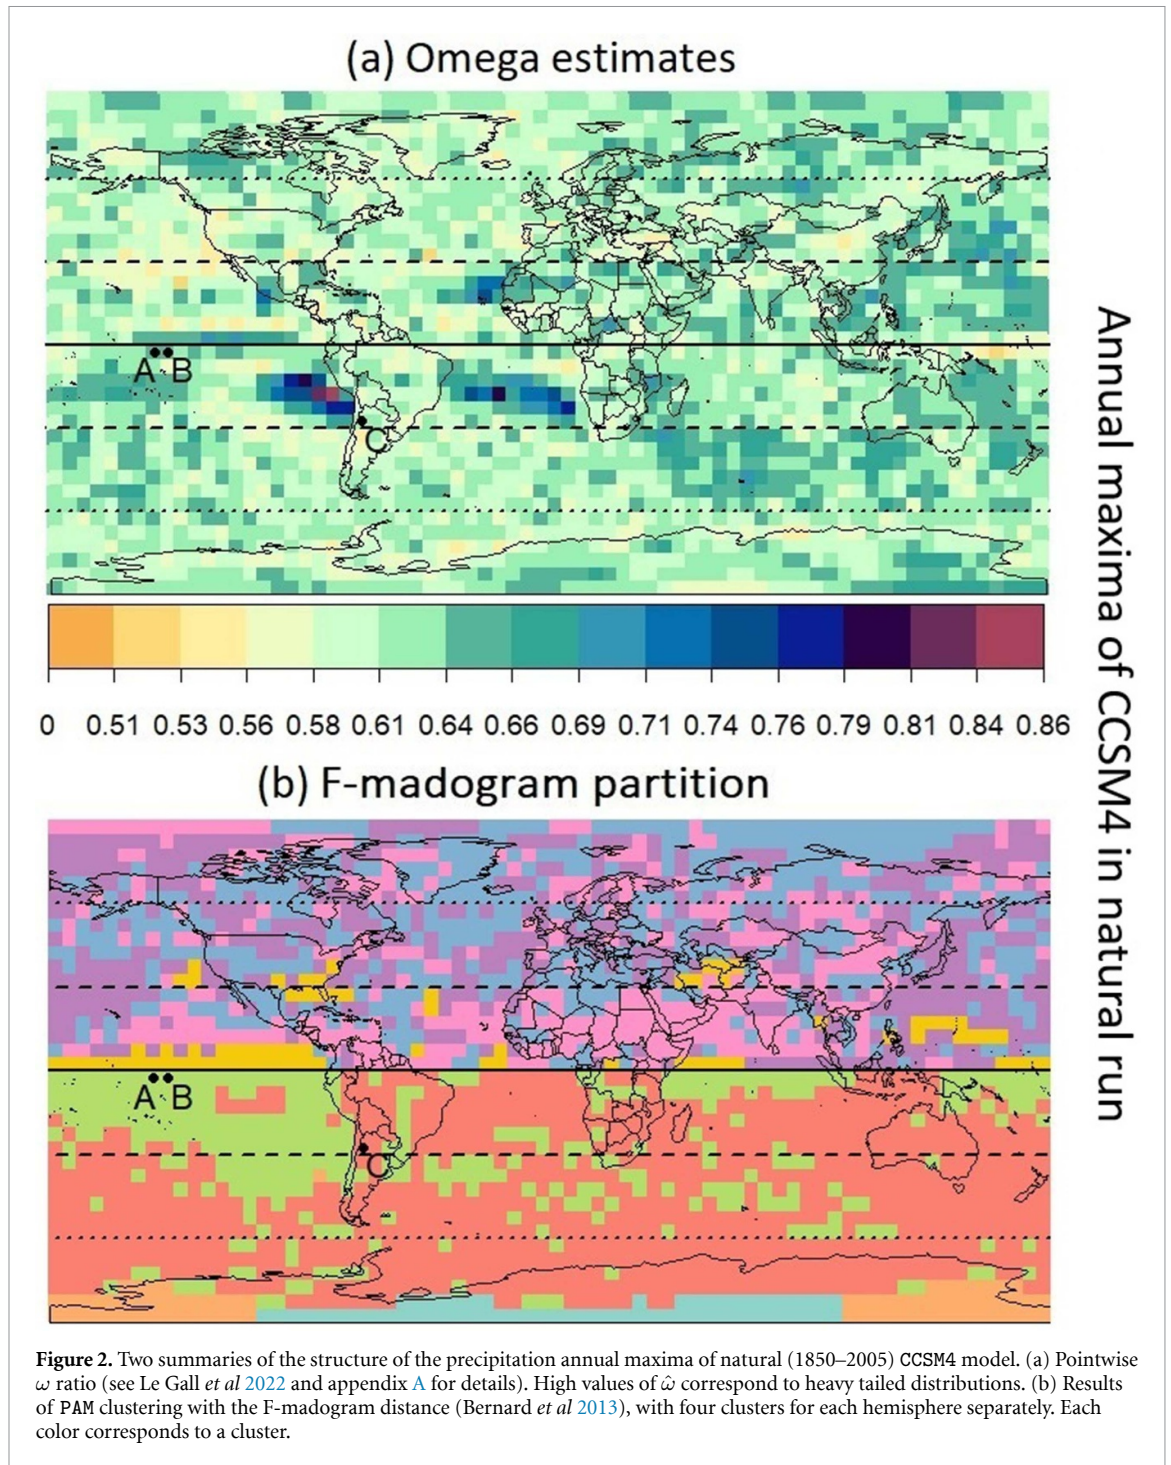 (a) Omega estimates
A B
C
0 0.51 0.53 0.56 0.58 0.61 0.64 0.66 0.69 0.71 0.74 0.76 0.79 0.81 0.84 0.86
(b) F-madogram partition
A B
C
Annual maxima of CCSM4 in natural run
Figure 2. Two summaries of the structure of the precipitation annual maxima of natural (1850–2005) CCSM4 model. (a) Pointwise
ω ratio (see Le Gall et al 2022 and appendix A for details). High values of ω̂ correspond to heavy tailed distributions. (b) Results
of PAM clustering with the F-madogram distance (Bernard et al 2013), with four clusters for each hemisphere separately. Each
color corresponds to a cluster.